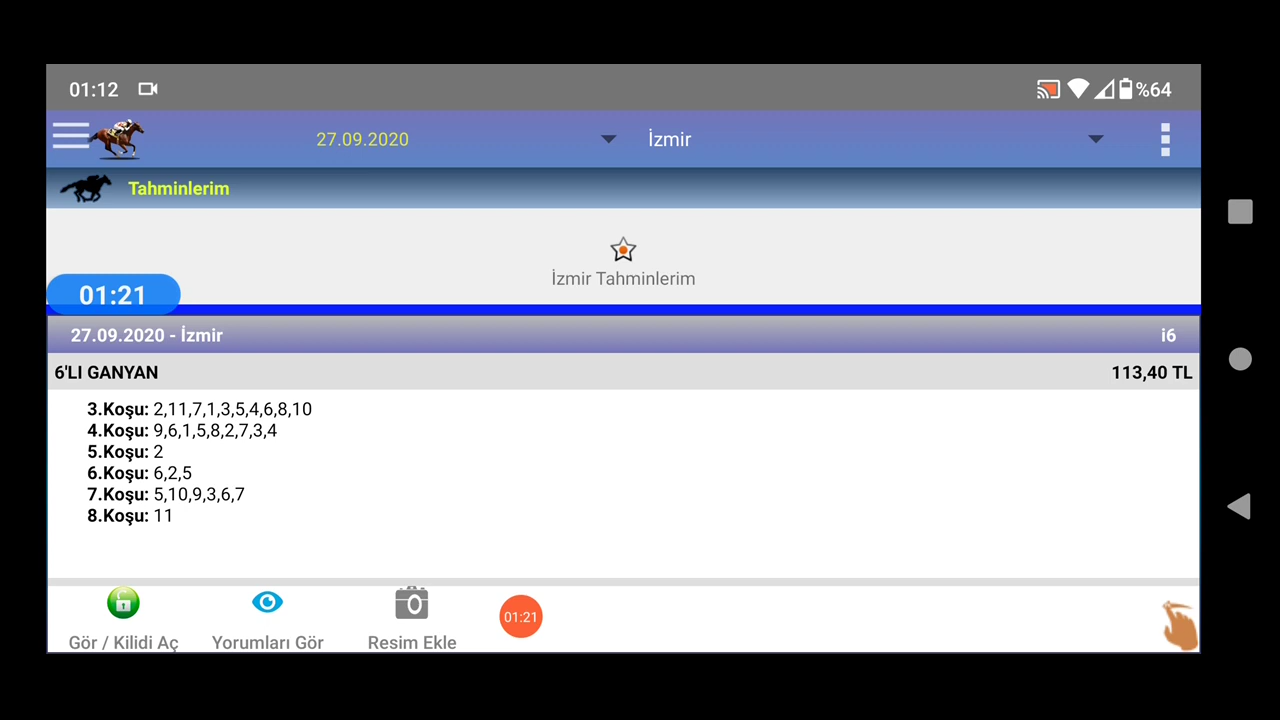 01:12
%64
27.09.2020
İzmir
Tahminlerim
İzmir Tahminlerim
01:21
27.09.2020 - İzmir
i6
6'LI GANYAN
113,40 TL
3.Koşu: 2,11,7,1,3,5,4,6,8,10
4.Koşu: 9,6,1,5,8,2,7,3,4
5.Koşu: 2
6.Koşu: 6,2,5
7.Koşu: 5,10,9,3,6,7
8.Koşu: 11
01:21
Gör / Kilidi Aç
Yorumları Gör
Resim Ekle